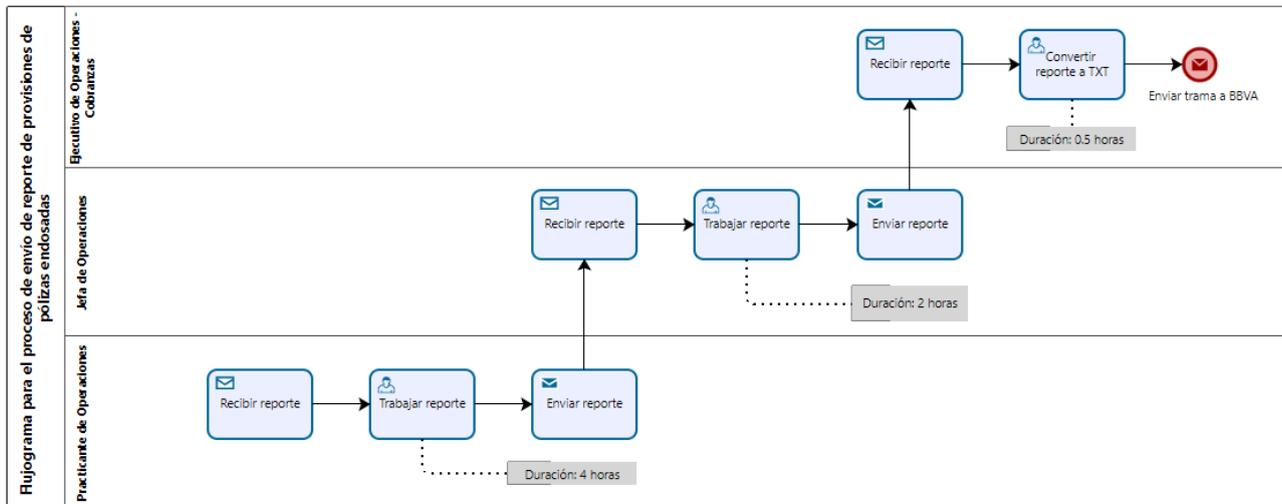 Flujograma para el proceso de envío de reporte de provisiones de
pólizas endosadas
Ejecutivo de Operaciones -
Cobranzas
Recibir reporte
Convertir
reporte a TXT
Enviar trama a BBVA
Duración: 0.5 horas
Jefa de Operaciones
Recibir reporte
Trabajar reporte
Enviar reporte
Duración: 2 horas
Practicante de Operaciones
Recibir reporte
Trabajar reporte
Enviar reporte
Duración: 4 horas